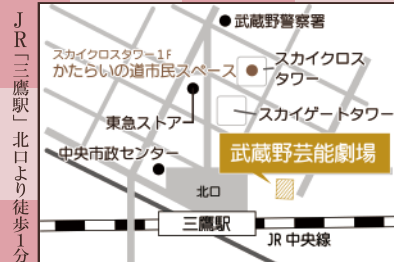 JR「三鷹駅」北口より徒歩1分
武蔵野警察署
スカイクロスタワー1F
かたらいの道市民スペース
スカイクロス
タワー
東急ストア
スカイゲートタワー
中央市政センター
武蔵野芸能劇場
北口
三鷹駅
JR中央線